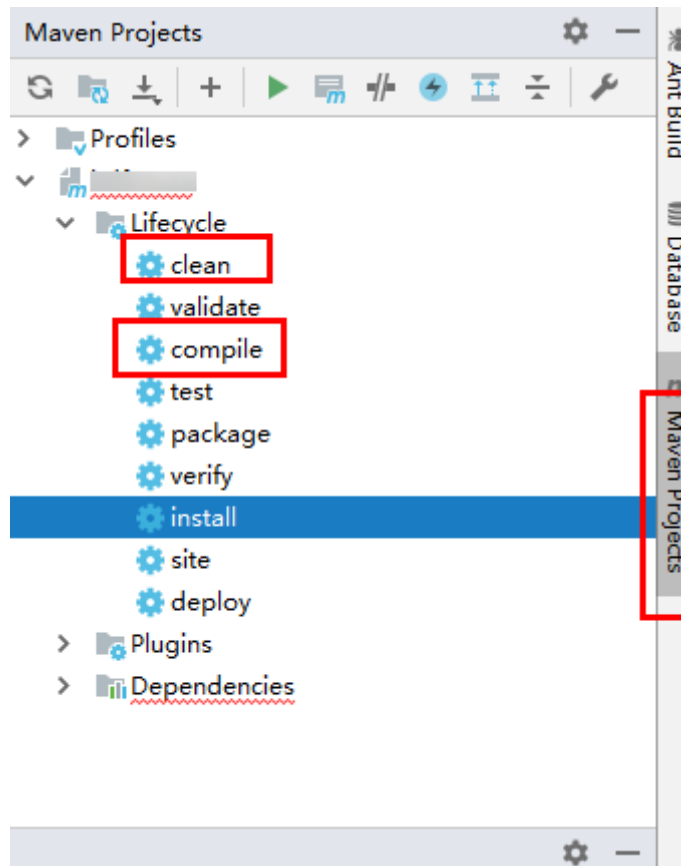 Maven Projects
Profiles
Lifecycle
clean
validate
compile
test
package
verify
install
site
deploy
Plugins
Dependencies
Ant Build
Database
Maven Projects